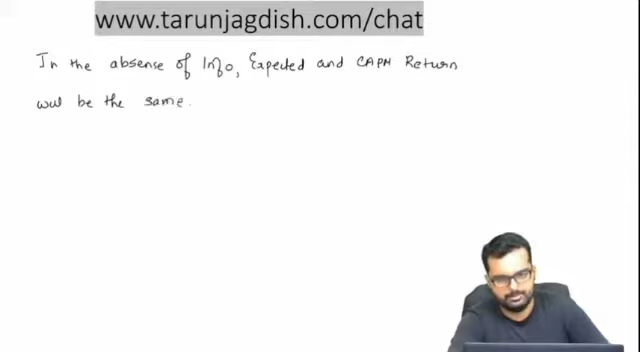 www.tarunjagdish.com/chat
In the absense of Info, Expected and CAPM Return
will be the same.